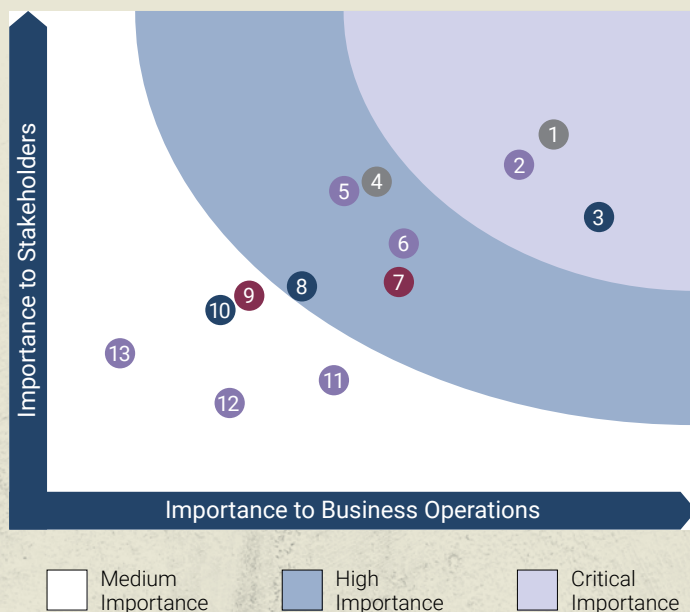 Importance to Stakeholders
1
2
3
4
5
6
7
8
9
10
11
12
13
Importance to Business Operations
Medium
Importance
High
Importance
Critical
Importance